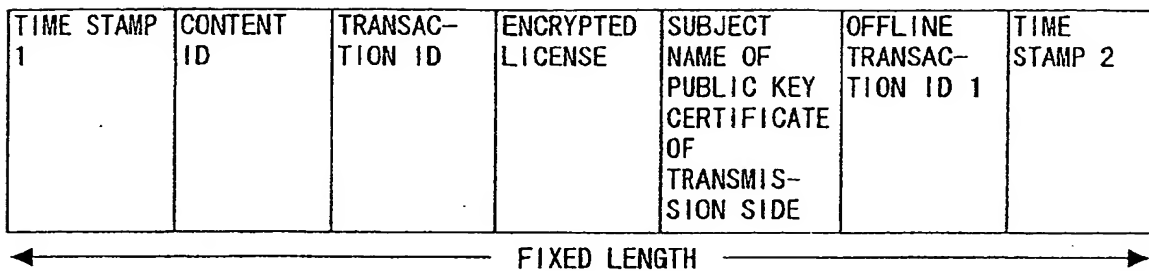 TIME STAMP
1
CONTENT
ID
TRANSAC-
TION ID
ENCRYPTED
LICENSE
SUBJECT
NAME OF
PUBLIC KEY
CERTIFICATE
OF
TRANSMIS-
SION SIDE
OFFLINE
TRANSAC-
TION ID 1
TIME
STAMP 2
FIXED LENGTH